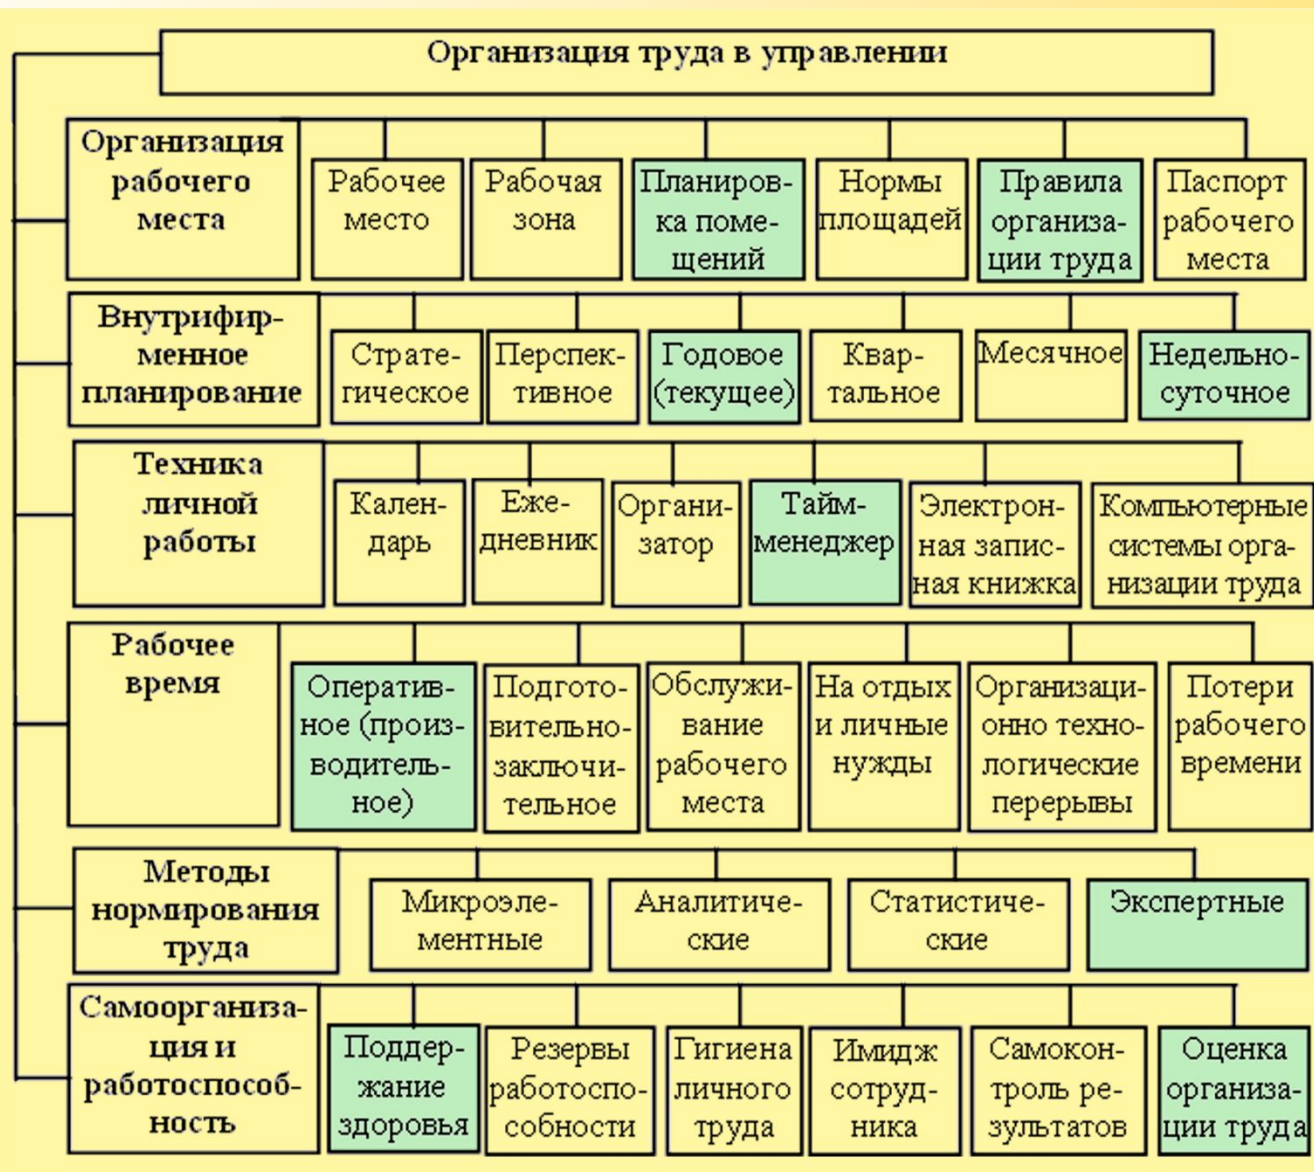 Организация труда в управлении
Организация
рабочего
места
Рабочее
место
Рабочая
зона
Планиров-
ка поме-
щений
Нормы
площадей
Правила
организа-
ции труда
Паспорт
рабочего
места
Внутрифир-
менное
планирование
Страте-
гическое
Перспек-
тивное
Годовое
(текущее)
Квар-
тальное
Месячное
Недельно-
суточное
Техника
личной
работы
Кален-
дарь
Еже-
дневник
Органи-
затор
Тайм-
менеджер
Электрон-
ная запис-
ная книжка
Компьютерные
системы орга-
низации труда
Рабочее
время
Оператив-
ное (произ-
водитель-
ное)
Подгото-
вительно-
заключи-
тельное
Обслужи-
вание
рабочего
места
На отдых
и личные
нужды
Организаци-
онно техно-
логические
перерывы
Потери
рабочего
времени
Методы
нормирования
труда
Микроэле-
ментные
Аналитиче-
ские
Статистиче-
ские
Экспертные
Самоорганиза-
ция и
работоспособ-
ность
Поддер-
жание
здоровья
Резервы
работоспо-
собности
Гигиена
личного
труда
Имидж
сотруд-
ника
Самокон-
троль ре-
зультатов
Оценка
организа-
ции труда